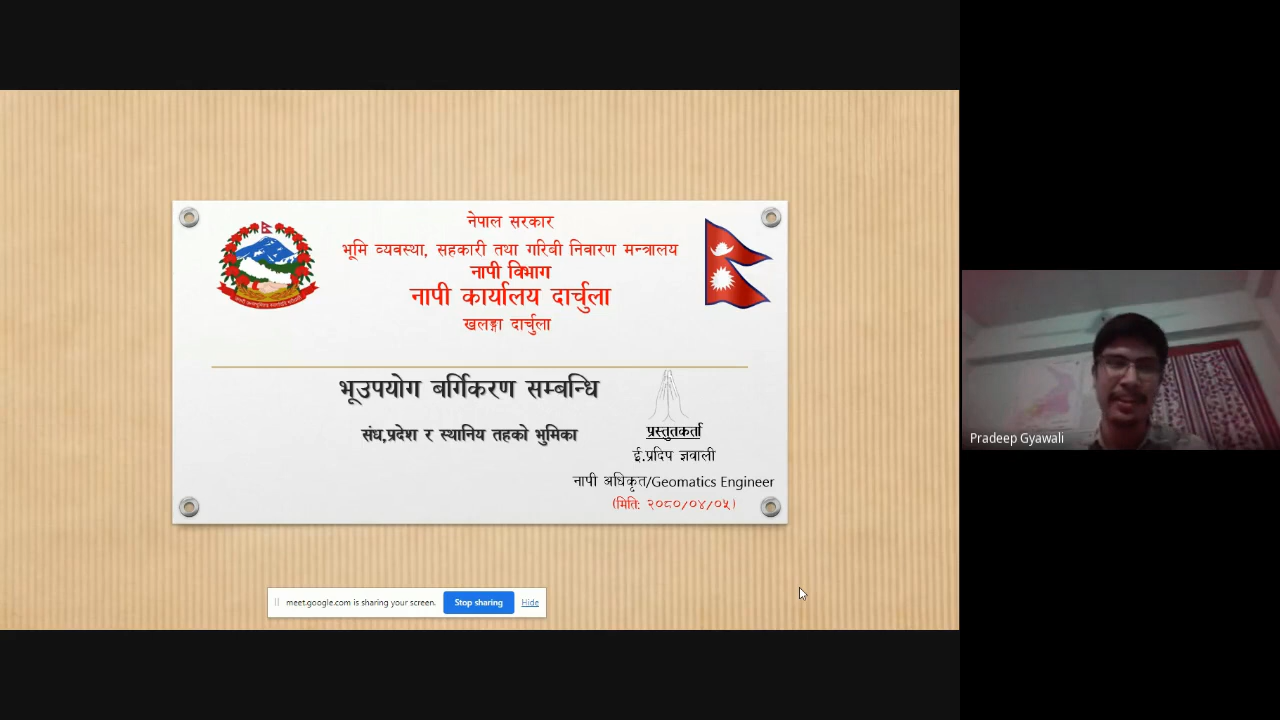 नेपाल सरकार
भूमि व्यवस्था, सहकारी तथा गरिवी निवारण मन्त्रालय
नापी विभाग
नापी कार्यालय दार्चुला
खलङ्गा दार्चुला
भूउपयोग बर्गिकरण सम्बन्धि
संघ,प्रदेश र स्थानिय तहको भुमिका
प्रस्तुतकर्ता
ई.प्रदिप ज्ञवाली
नापी अधिकृत/Geomatics Engineer
(मिति: २०८०/०४/०५)
meet.google.com is sharing your screen.
Stop sharing
Hide
Pradeep Gyawali